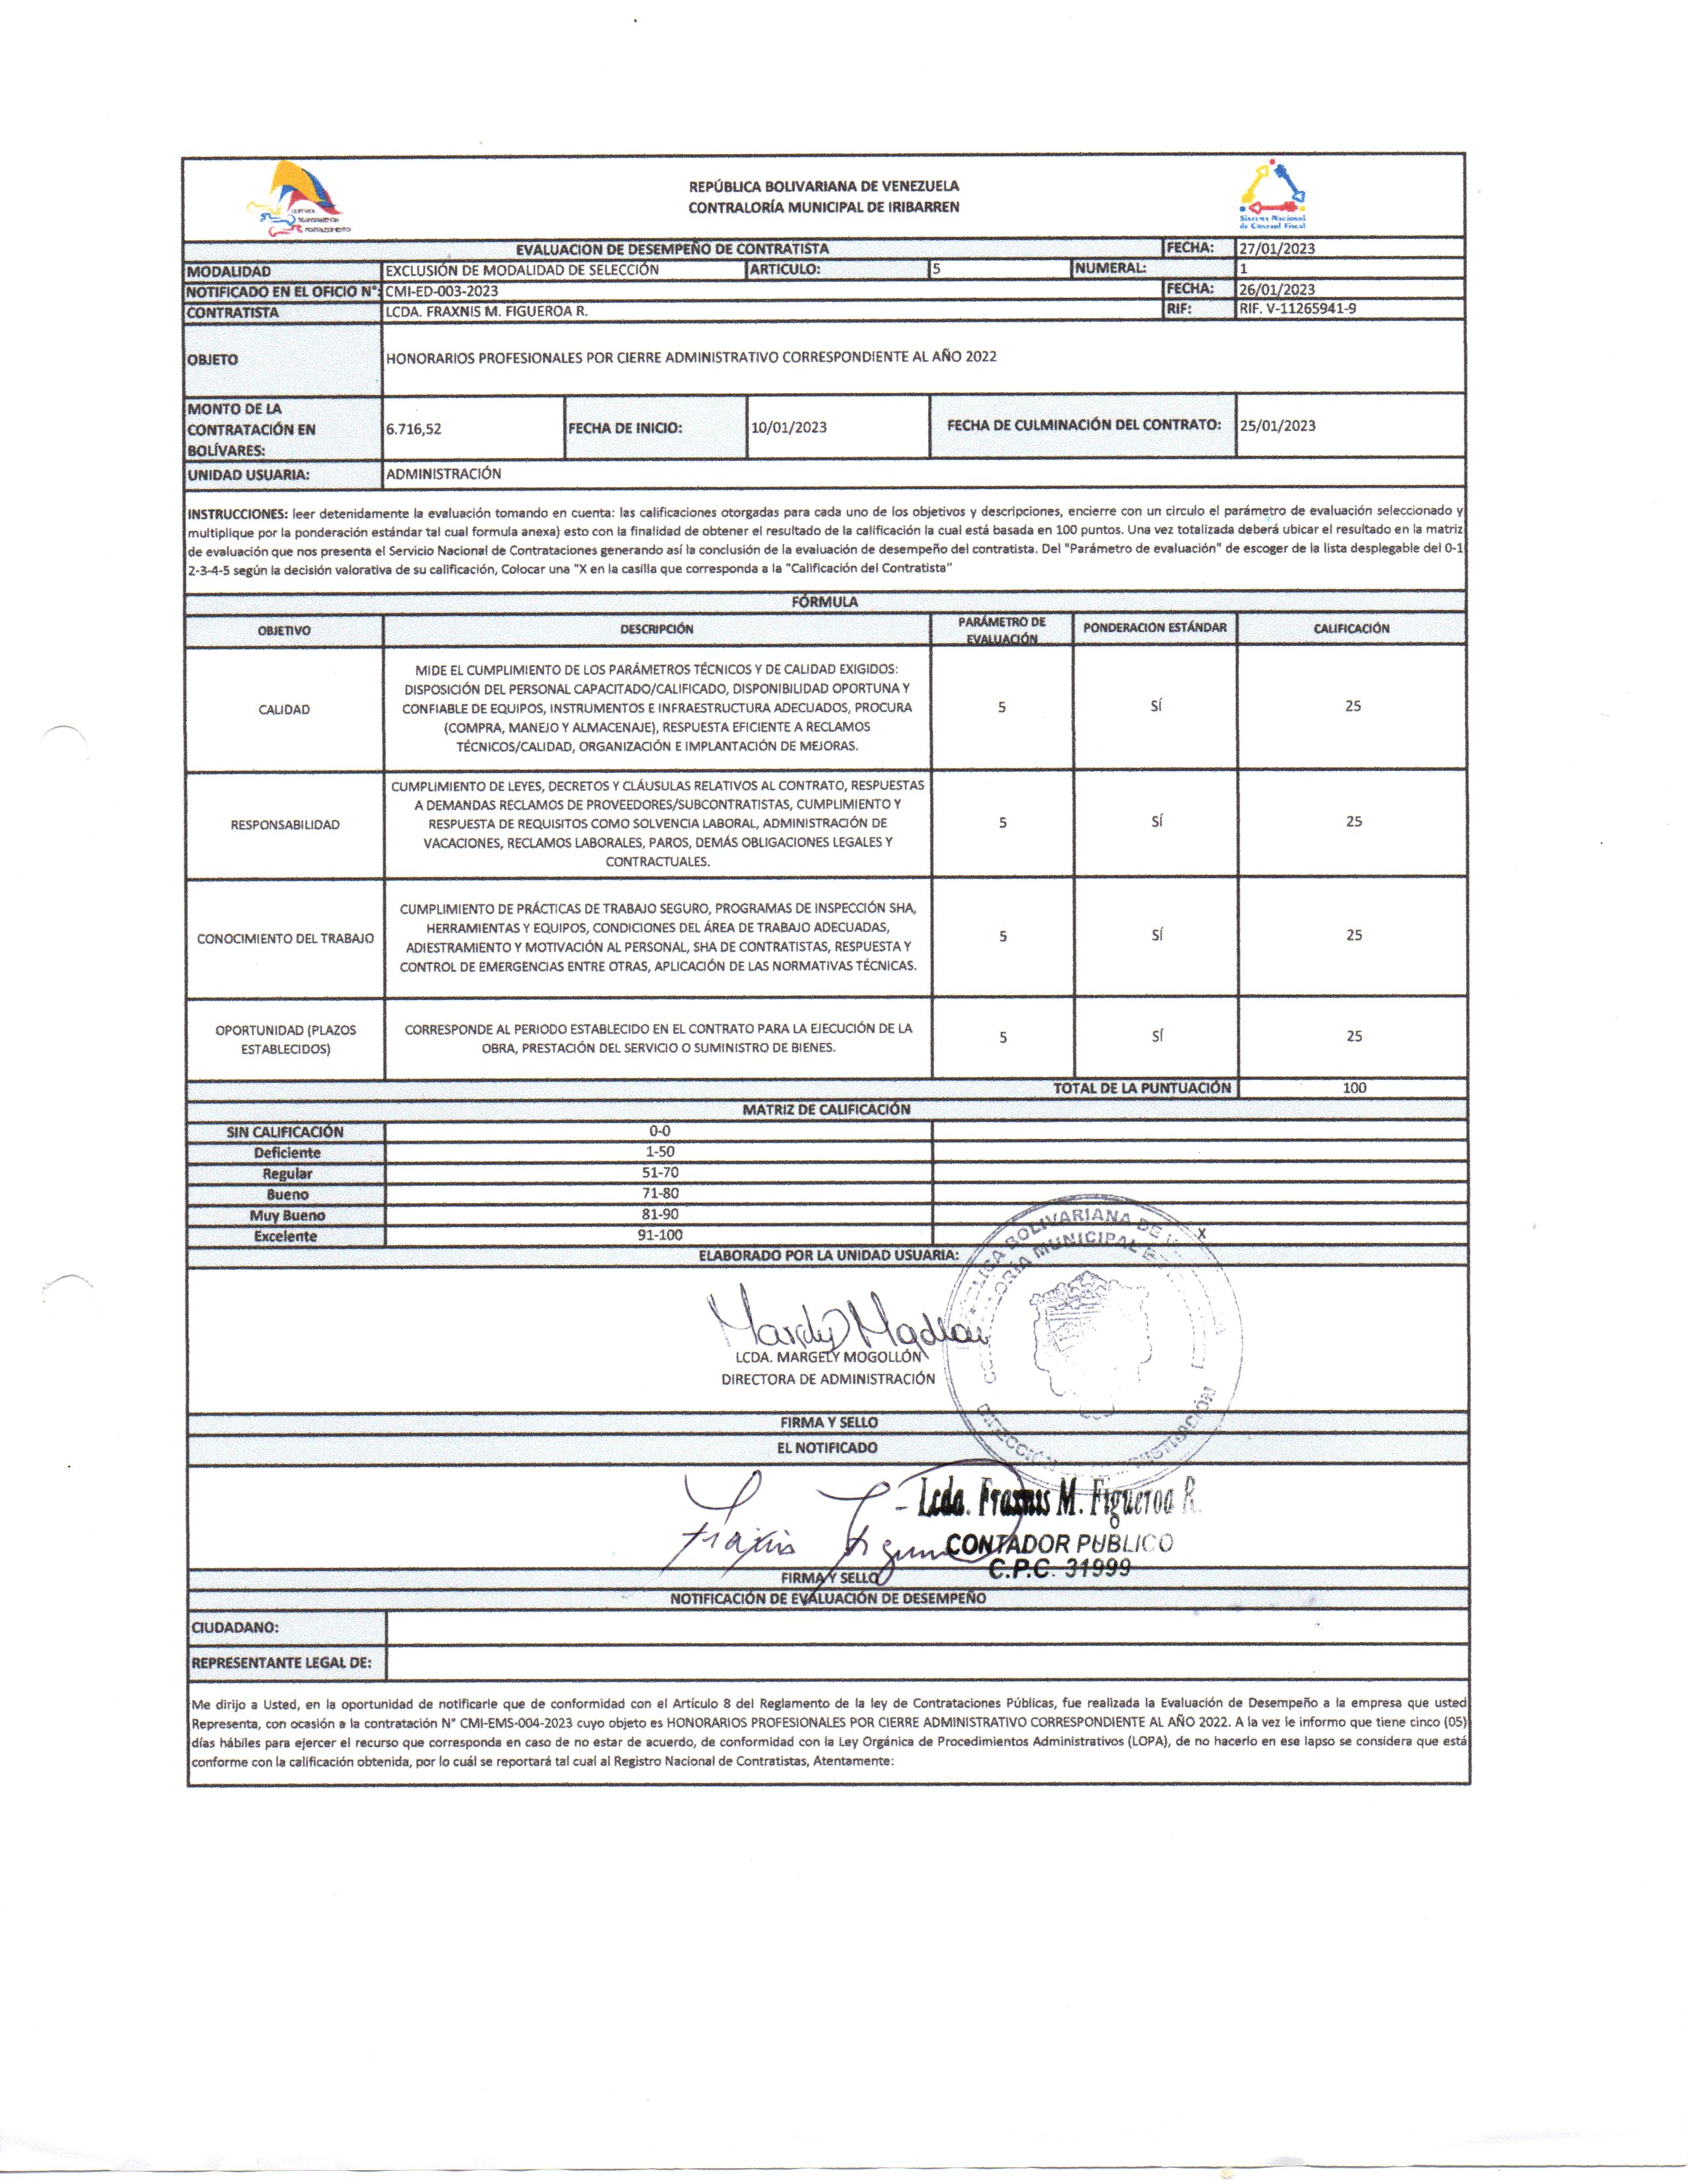 REPÚBLICA BOLIVARIANA DE VENEZUELA
CONTRALORÍA MUNICIPAL DE IRIBARREN
Sistema Nacional
de Control Fiscal
EVALUACION DE DESEMPEÑO DE CONTRATISTA FECHA: 27/01/2023
MODALIDAD EXCLUSIÓN DE MODALIDAD DE SELECCIÓN ARTICULO: 5 NUMERAL: 1
NOTIFICADO EN EL OFICIO N°: CMI-ED-003-2023 FECHA: 26/01/2023
CONTRATISTA LCDA. FRAXNIS M. FIGUEROA R. RIF: RIF. V-11265941-9
OBJETO HONORARIOS PROFESIONALES POR CIERRE ADMINISTRATIVO CORRESPONDIENTE AL AÑO 2022
MONTO DE LA
CONTRATACIÓN EN
BOLÍVARES:
6.716,52 FECHA DE INICIO: 10/01/2023 FECHA DE CULMINACIÓN DEL CONTRATO: 25/01/2023
UNIDAD USUARIA: ADMINISTRACIÓN
INSTRUCCIONES: leer detenidamente la evaluación tomando en cuenta: las calificaciones otorgadas para cada uno de los objetivos y descripciones, encierre con un circulo el parámetro de evaluación seleccionado y
multiplique por la ponderación estándar tal cual formula anexa) esto con la finalidad de obtener el resultado de la calificación la cual está basada en 100 puntos. Una vez totalizada deberá ubicar el resultado en la matriz
de evaluación que nos presenta el Servicio Nacional de Contrataciones generando así la conclusión de la evaluación de desempeño del contratista. Del "Parámetro de evaluación" de escoger de la lista desplegable del 0-1
2-3-4-5 según la decisión valorativa de su calificación, Colocar una "X en la casilla que corresponda a la "Calificación del Contratista"
FÓRMULA
OBJETIVO DESCRIPCIÓN PARÁMETRO DE EVALUACIÓN PONDERACION ESTÁNDAR CALIFICACIÓN
MIDE EL CUMPLIMIENTO DE LOS PARÁMETROS TÉCNICOS Y DE CALIDAD EXIGIDOS:
DISPOSICIÓN DEL PERSONAL CAPACITADO/CALIFICADO, DISPONIBILIDAD OPORTUNA Y
CALIDAD CONFIABLE DE EQUIPOS, INSTRUMENTOS E INFRAESTRUCTURA ADECUADOS, PROCURA 5 SÍ 25
(COMPRA, MANEJO Y ALMACENAJE), RESPUESTA EFICIENTE A RECLAMOS
TÉCNICOS/CALIDAD, ORGANIZACIÓN E IMPLANTACIÓN DE MEJORAS.
CUMPLIMIENTO DE LEYES, DECRETOS Y CLÁUSULAS RELATIVOS AL CONTRATO, RESPUESTAS
A DEMANDAS RECLAMOS DE PROVEEDORES/SUBCONTRATISTAS, CUMPLIMIENTO Y
RESPONSABILIDAD RESPUESTA DE REQUISITOS COMO SOLVENCIA LABORAL, ADMINISTRACIÓN DE 5 SÍ 25
VACACIONES, RECLAMOS LABORALES, PAROS, DEMÁS OBLIGACIONES LEGALES Y
CONTRACTUALES.
CUMPLIMIENTO DE PRÁCTICAS DE TRABAJO SEGURO, PROGRAMAS DE INSPECCIÓN SHA,
HERRAMIENTAS Y EQUIPOS, CONDICIONES DEL ÁREA DE TRABAJO ADECUADAS,
CONOCIMIENTO DEL TRABAJO ADIESTRAMIENTO Y MOTIVACIÓN AL PERSONAL, SHA DE CONTRATISTAS, RESPUESTA Y 5 SÍ 25
CONTROL DE EMERGENCIAS ENTRE OTRAS, APLICACIÓN DE LAS NORMATIVAS TÉCNICAS.
OPORTUNIDAD (PLAZOS CORRESPONDE AL PERIODO ESTABLECIDO EN EL CONTRATO PARA LA EJECUCIÓN DE LA 5 SÍ 25
ESTABLECIDOS) OBRA, PRESTACIÓN DEL SERVICIO O SUMINISTRO DE BIENES.
TOTAL DE LA PUNTUACIÓN 100
MATRIZ DE CALIFICACIÓN
SIN CALIFICACIÓN 0-0
Deficiente 1-50
Regular 51-70
Bueno 71-80
Muy Bueno 81-90
Excelente 91-100 X
ELABORADO POR LA UNIDAD USUARIA:
BOLIVARIANA DE
MUNICIPAL
DIRECCIÓN
LCDA. MARGELY MOGOLLÓN
DIRECTORA DE ADMINISTRACIÓN
FIRMA Y SELLO
EL NOTIFICADO
Lcda. Fraxnis M. Figueroa R.
CONTADOR PUBLICO
C.P.C. 31999
FIRMA Y SELLO
NOTIFICACIÓN DE EVALUACIÓN DE DESEMPEÑO
CIUDADANO:
REPRESENTANTE LEGAL DE:
Me dirijo a Usted, en la oportunidad de notificarle que de conformidad con el Artículo 8 del Reglamento de la ley de Contrataciones Públicas, fue realizada la Evaluación de Desempeño a la empresa que usted
Representa, con ocasión a la contratación N° CMI-EMS-004-2023 cuyo objeto es HONORARIOS PROFESIONALES POR CIERRE ADMINISTRATIVO CORRESPONDIENTE AL AÑO 2022. A la vez le informo que tiene cinco (05)
días hábiles para ejercer el recurso que corresponda en caso de no estar de acuerdo, de conformidad con la Ley Orgánica de Procedimientos Administrativos (LOPA), de no hacerlo en ese lapso se considera que está
conforme con la calificación obtenida, por lo cuál se reportará tal cual al Registro Nacional de Contratistas, Atentamente: